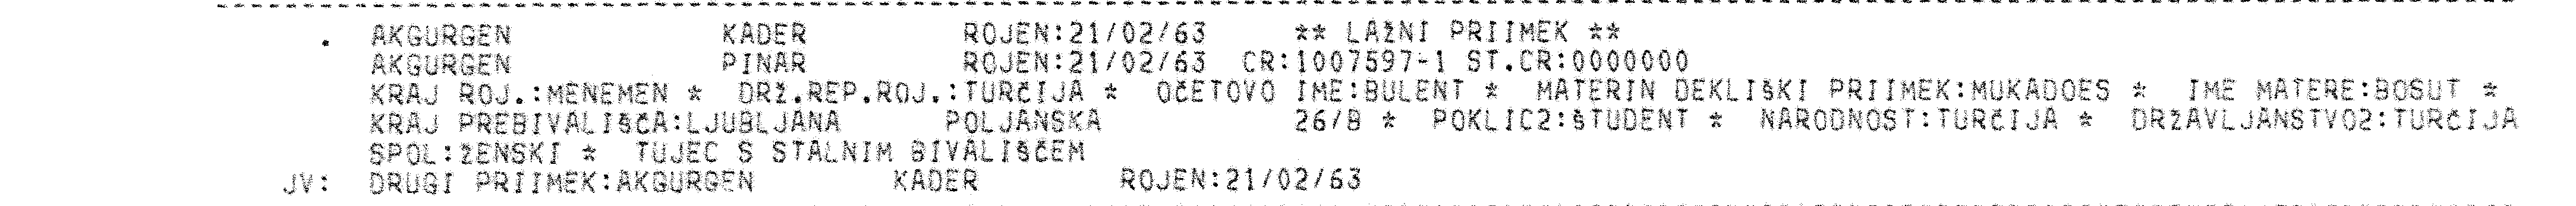 . AKGURGEN KADER ROJEN:21/02/63 ** LAŽNI PRIIMEK **
AKGURGEN PINAR ROJEN:21/02/63 CR:1007597-1 ST.CR:0000000
KRAJ ROJ.:MENEMEN * DRŽ.REP.ROJ.:TURČIJA * OČETOVO IME:BULENT * MATERIN DEKLIŠKI PRIIMEK:MUKADOES * IME MATERE:BOSUT *
KRAJ PREBIVALIŠČA:LJUBLJANA POLJANSKA 26/B * POKLIC2:ŠTUDENT * NARODNOST:TURČIJA * DRŽAVLJANSTVO2:TURČIJA
SPOL:ŽENSKI * TUJEC S STALNIM BIVALIŠČEM
JV: DRUGI PRIIMEK:AKGURGEN KADER ROJEN:21/02/63